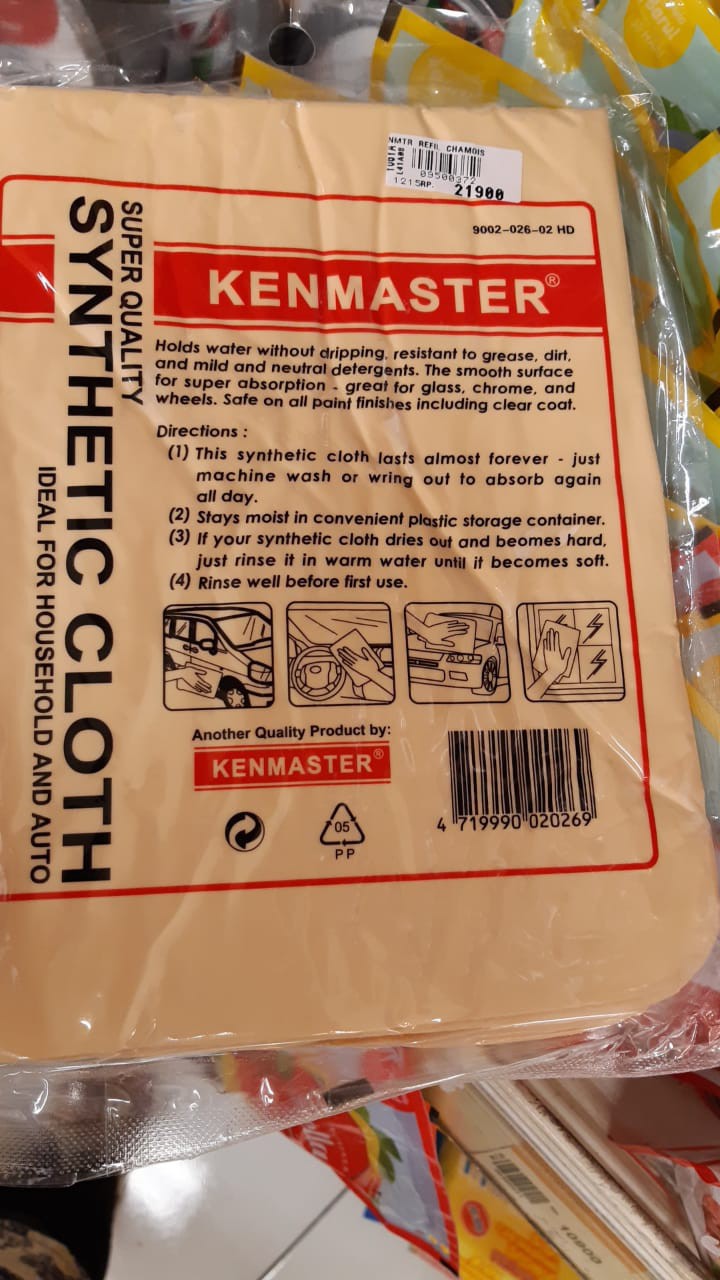 NMTR REFIL CHAMOIS
09500372
1215RP. 21900
9002-026-02 HD
KENMASTER®
SUPER QUALITY
SYNTHETIC CLOTH
IDEAL FOR HOUSEHOLD AND AUTO
Holds water without dripping, resistant to grease, dirt,
and mild and neutral detergents. The smooth surface
for super absorption - great for glass, chrome, and
wheels. Safe on all paint finishes including clear coat.
Directions :
(1) This synthetic cloth lasts almost forever - just
machine wash or wring out to absorb again
all day.
(2) Stays moist in convenient plastic storage container.
(3) If your synthetic cloth dries out and beomes hard,
just rinse it in warm water until it becomes soft.
(4) Rinse well before first use.
Another Quality Product by:
KENMASTER®
05
PP
4 719990 020269
10900